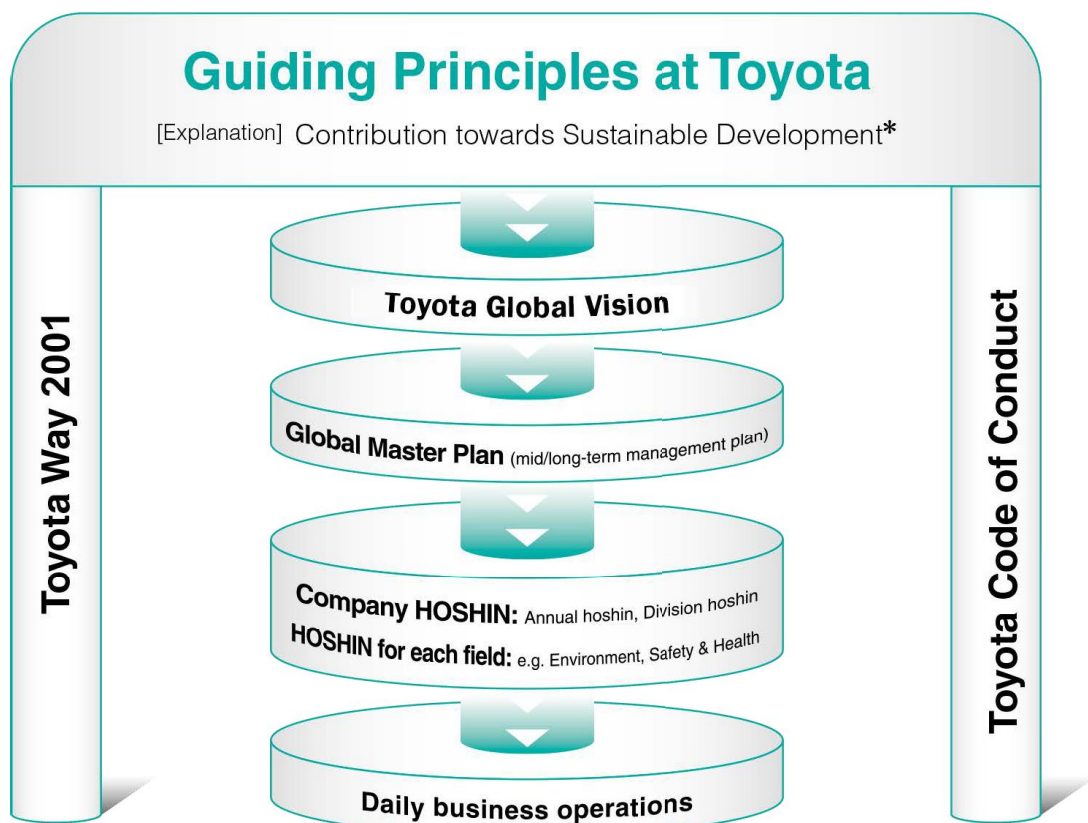 Guiding Principles at Toyota
[Explanation] Contribution towards Sustainable Development*
Toyota Way 2001
Toyota Global Vision
Global Master Plan (mid/long-term management plan)
Company HOSHIN: Annual hoshin, Division hoshin
HOSHIN for each field: e.g. Environment, Safety & Health
Daily business operations
Toyota Code of Conduct